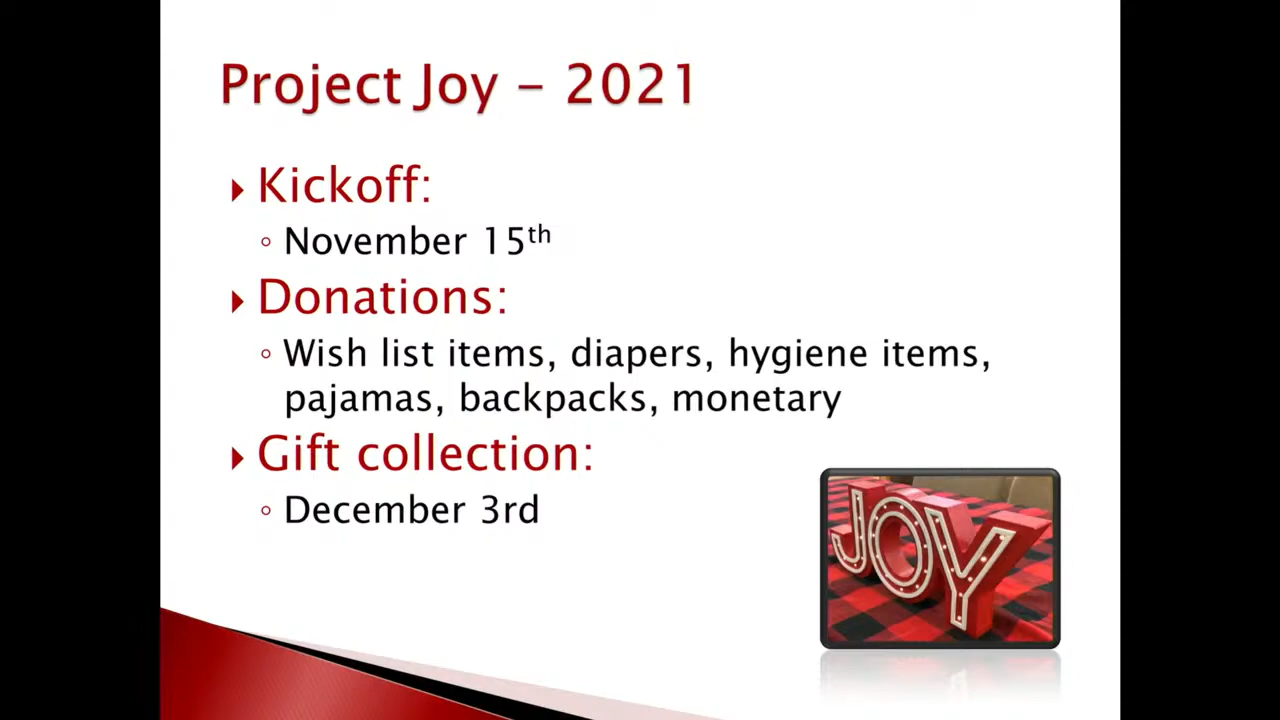 Project Joy - 2021
Kickoff:
November 15th
Donations:
Wish list items, diapers, hygiene items,
pajamas, backpacks, monetary
Gift collection:
December 3rd
JOY